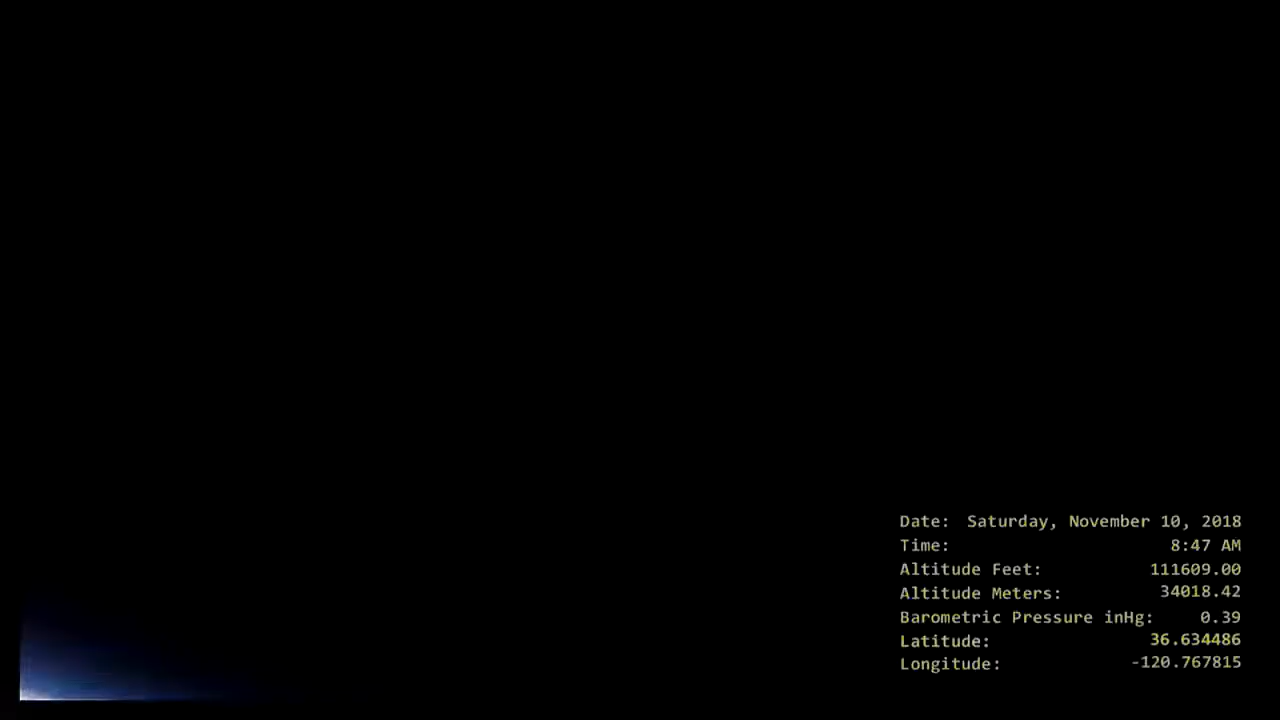 Date: Saturday, November 10, 2018
Time: 8:47 AM
Altitude Feet: 111609.00
Altitude Meters: 34018.42
Barometric Pressure inHg: 0.39
Latitude: 36.634486
Longitude: -120.767815